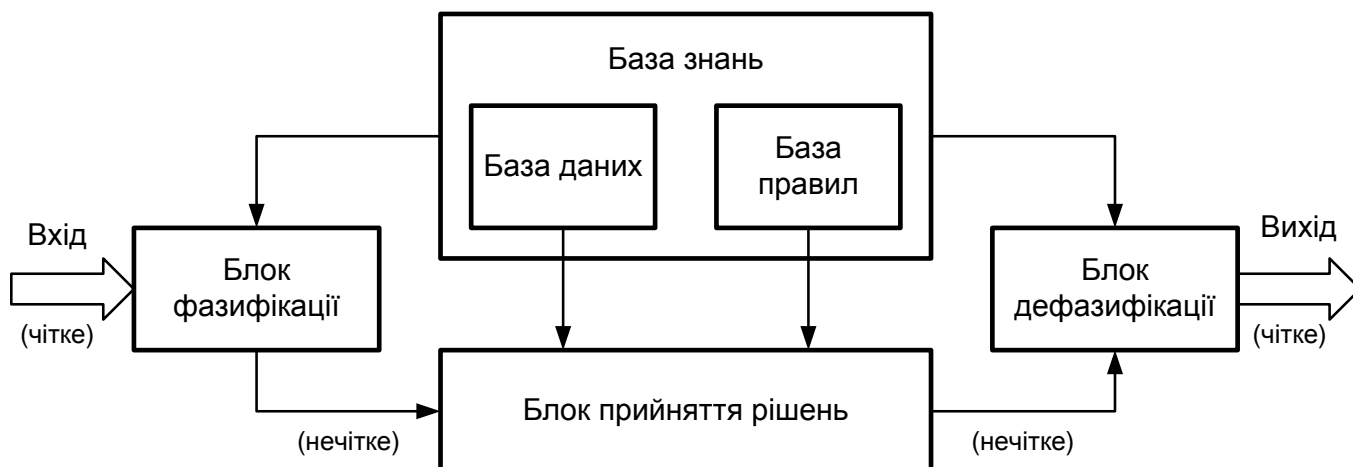 База знань
База даних
База
правил
Вхід
(чітке)
Блок
фазифікації
Блок
дефазифікації
Вихід
(чітке)
Блок прийняття рішень
(нечітке)
(нечітке)